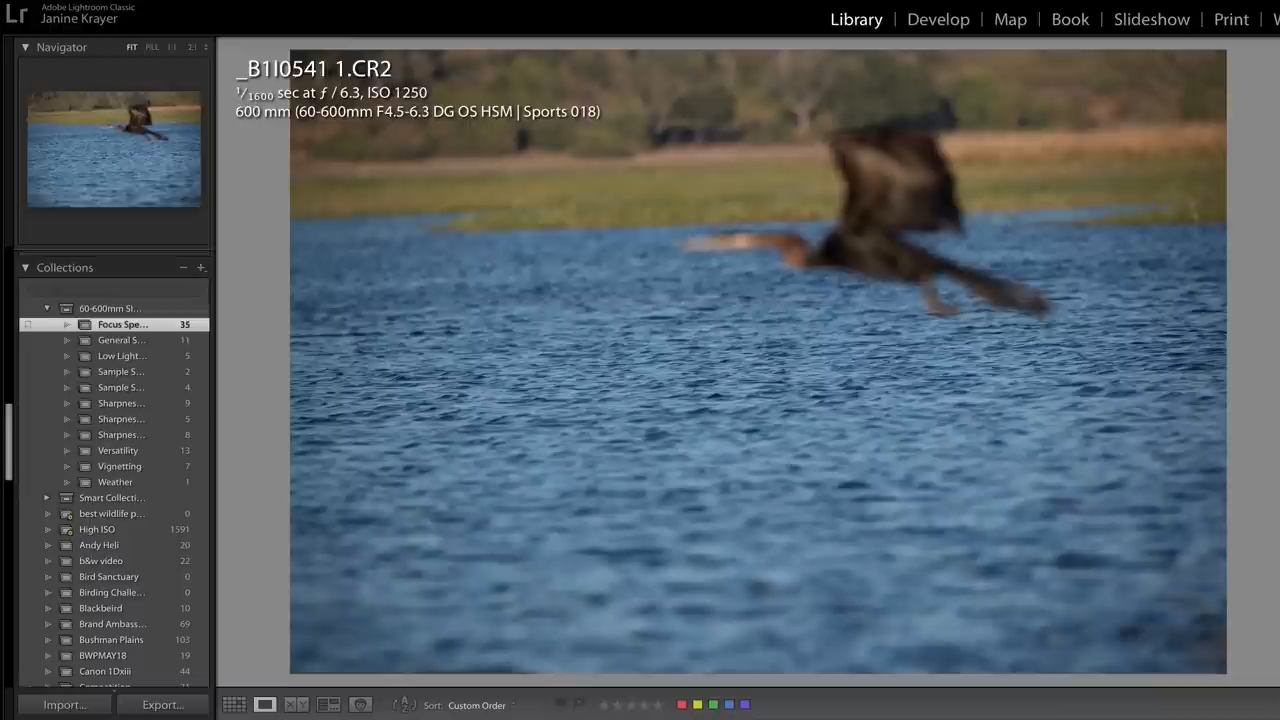 Lr
Adobe Lightroom Classic
Janine Krayer
Library | Develop | Map | Book | Slideshow | Print |
Navigator FIT FILL 1:1 2:1
_B1I0541 1.CR2
1/1600 sec at ƒ / 6.3, ISO 1250
600 mm (60-600mm F4.5-6.3 DG OS HSM | Sports 018)
Collections
60-600mm SI...
Focus Spe... 35
General S... 11
Low Light... 5
Sample S... 2
Sample S... 4
Sharpnes... 9
Sharpnes... 5
Sharpnes... 8
Versatility 13
Vignetting 7
Weather 1
Smart Collecti...
best wildlife p... 0
High ISO 1591
Andy Heli 20
b&w video 22
Bird Sanctuary 0
Birding Challe... 0
Blackbeird 10
Brand Ambass... 69
Bushman Plains 103
BWPMAY18 19
Canon 1Dxiii 44
Import... Export...
Sort: Custom Order